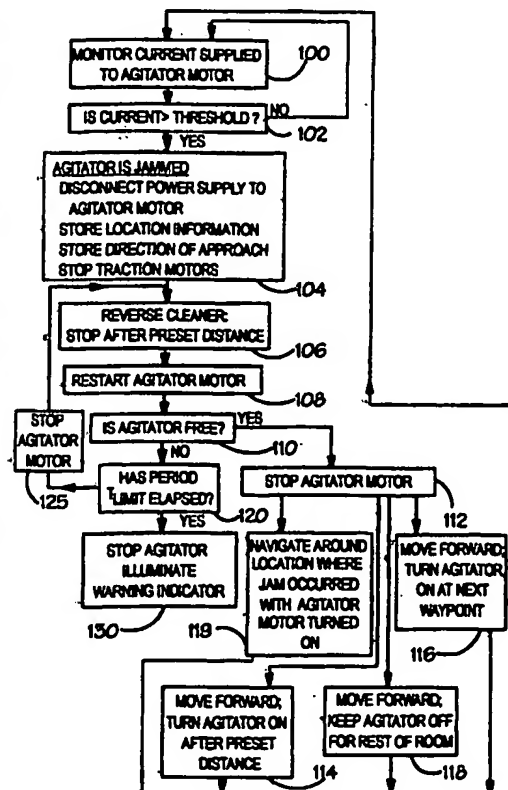 MONITOR CURRENT SUPPLIED
TO AGITATOR MOTOR
100
IS CURRENT> THRESHOLD ?
NO
102
YES
AGITATOR IS JAMMED
DISCONNECT POWER SUPPLY TO
AGITATOR MOTOR
STORE LOCATION INFORMATION
STORE DIRECTION OF APPROACH
STOP TRACTION MOTORS
104
REVERSE CLEANER;
STOP AFTER PRESET DISTANCE
106
RESTART AGITATOR MOTOR
108
IS AGITATOR FREE?
YES
110
NO
STOP
AGITATOR
MOTOR
125
HAS PERIOD
TLIMIT ELAPSED?
120
YES
STOP AGITATOR MOTOR
112
STOP AGITATOR
ILLUMINATE
WARNING INDICATOR
130
NAVIGATE AROUND
LOCATION WHERE
JAM OCCURRED
WITH AGITATOR
MOTOR TURNED
ON
119
MOVE FORWARD;
TURN AGITATOR
ON AT NEXT
WAYPOINT
116
MOVE FORWARD;
TURN AGITATOR ON
AFTER PRESET
DISTANCE
114
MOVE FORWARD;
KEEP AGITATOR OFF
FOR REST OF ROOM
118